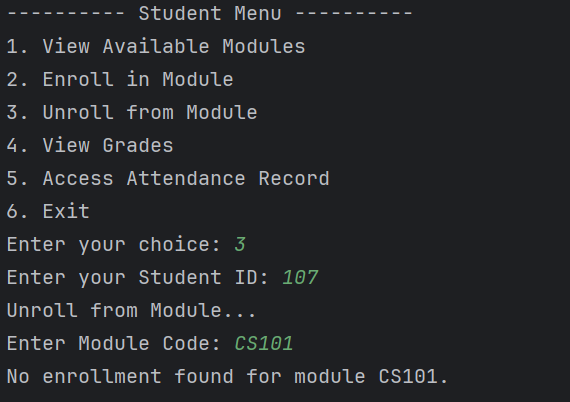 ---------- Student Menu ----------
1. View Available Modules
2. Enroll in Module
3. Unroll from Module
4. View Grades
5. Access Attendance Record
6. Exit
Enter your choice: 3
Enter your Student ID: 107
Unroll from Module...
Enter Module Code: CS101
No enrollment found for module CS101.